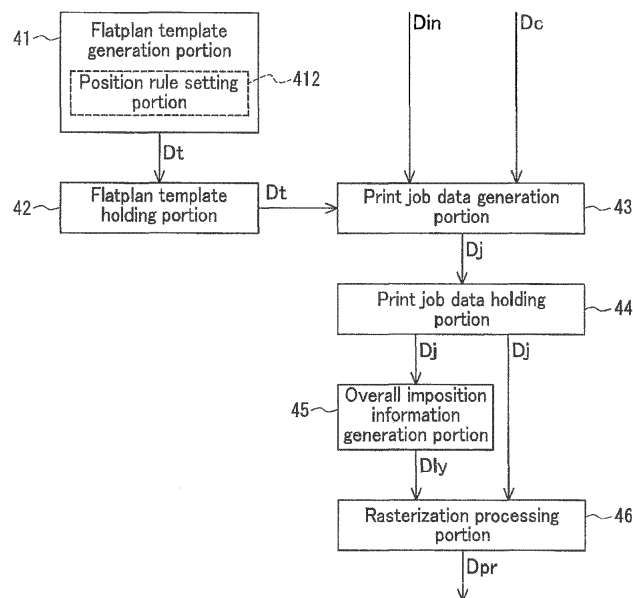 41
Flatplan template
generation portion
Position rule setting
portion
412
Din
Dc
Dt
42
Flatplan template
holding portion
Dt
Print job data generation
portion
43
Dj
Print job data holding
portion
44
Dj
Dj
45
Overall imposition
information
generation portion
Dly
Rasterization processing
portion
46
Dpr